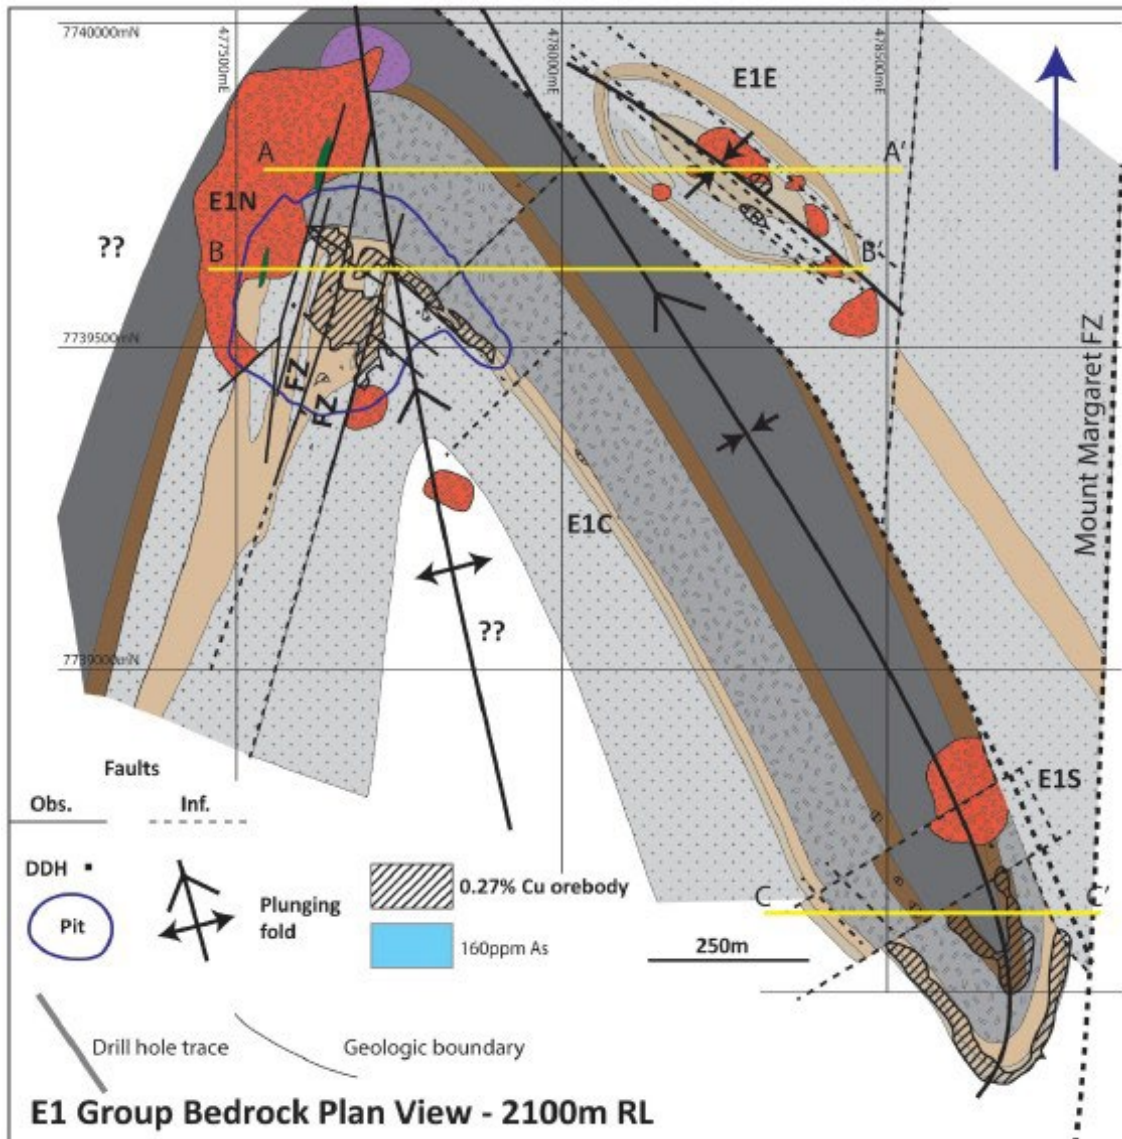 7740000mN
477500mE
478000mE
478500mE
E1E
A
A'
E1N
??
B
B'
7739500mN
FZ
FZ
Mount Margaret FZ
E1C
??
7739000mN
Faults
Obs.
Inf.
E1S
DDH
Pit
Plunging
fold
0.27% Cu orebody
160ppm As
C
C'
250m
Drill hole trace
Geologic boundary
E1 Group Bedrock Plan View - 2100m RL